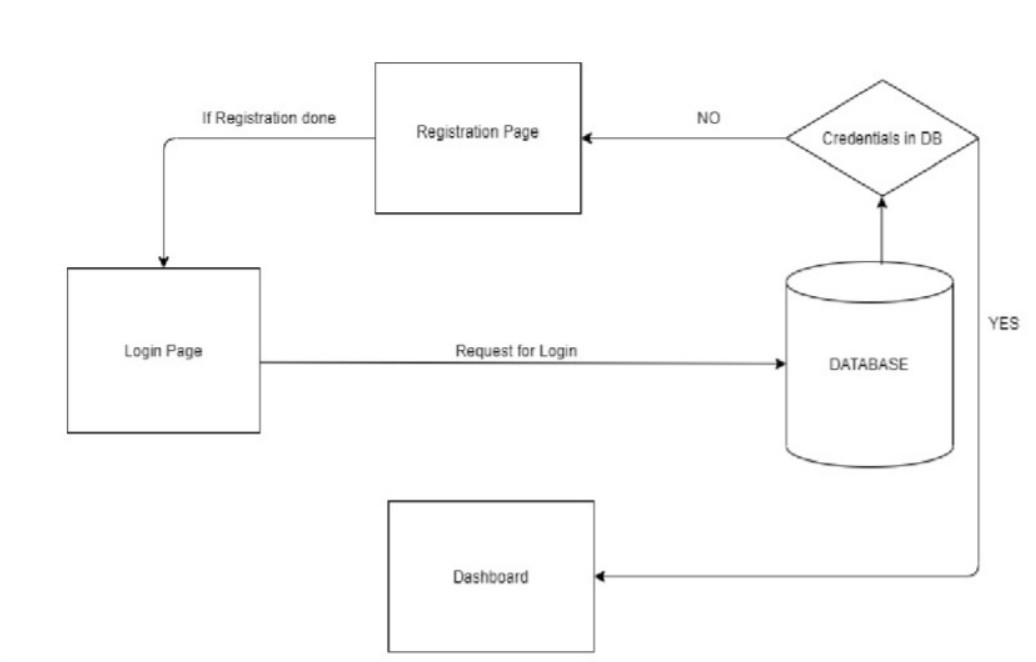 If Registration done
Registration Page
NO
Credentials in DB
Login Page
Request for Login
DATABASE
YES
Dashboard